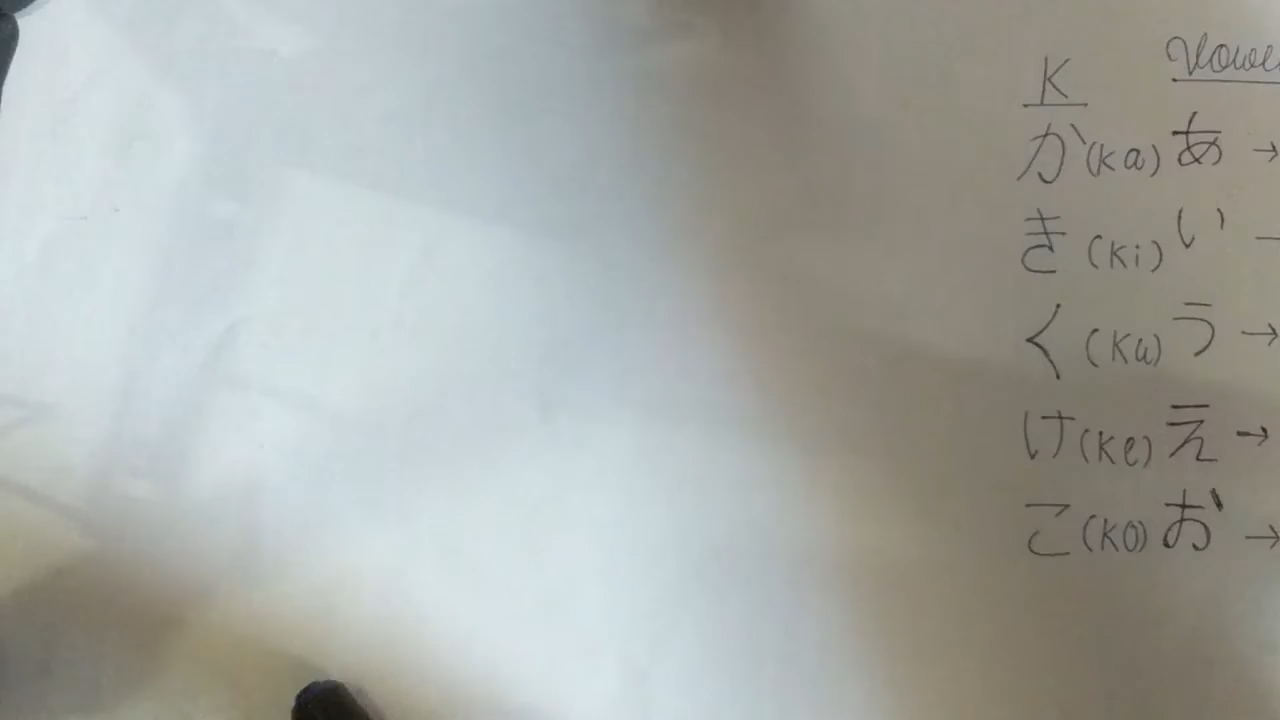 K Vowe
か(Ka) あ →
き (Ki) い →
く (Ku) う →
け(Ke) え →
こ(KO) お →